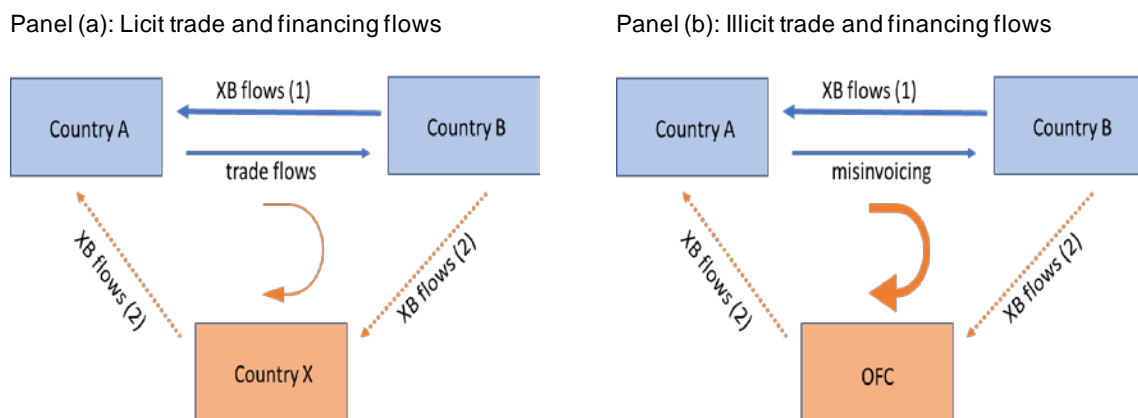 Panel (a): Licit trade and financing flows
XB flows (1)
Country A
Country B
trade flows
XB flows (2)
XB flows (2)
Country X
Panel (b): Illicit trade and financing flows
XB flows (1)
Country A
Country B
misinvoicing
XB flows (2)
XB flows (2)
OFC